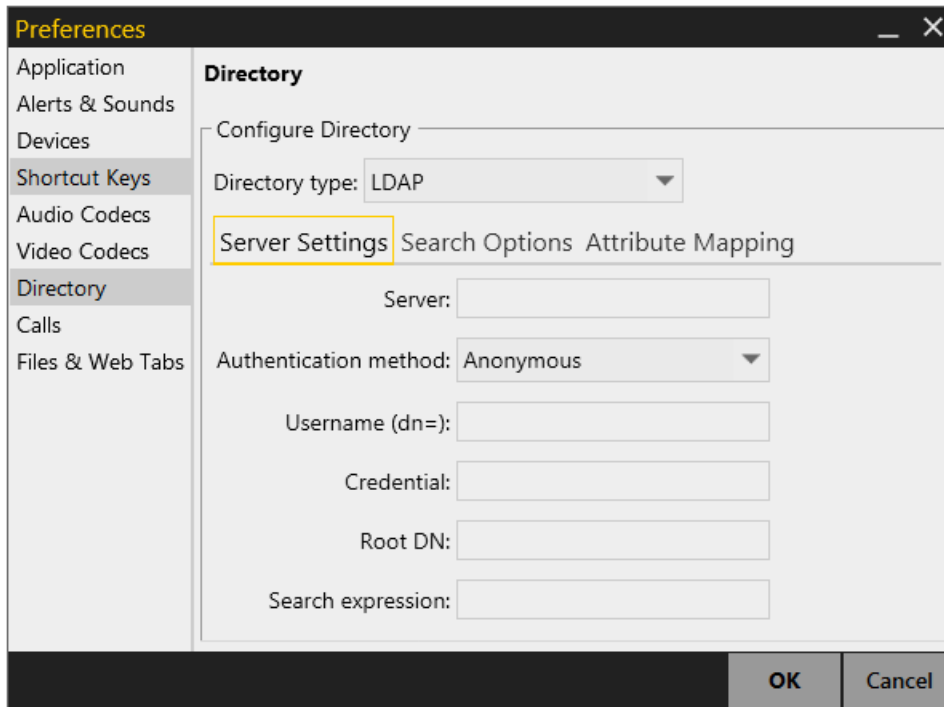 Preferences
Application
Alerts & Sounds
Devices
Shortcut Keys
Audio Codecs
Video Codecs
Directory
Calls
Files & Web Tabs
Directory
Configure Directory
Directory type: LDAP
Server Settings Search Options Attribute Mapping
Server:
Authentication method: Anonymous
Username (dn=):
Credential:
Root DN:
Search expression:
OK Cancel